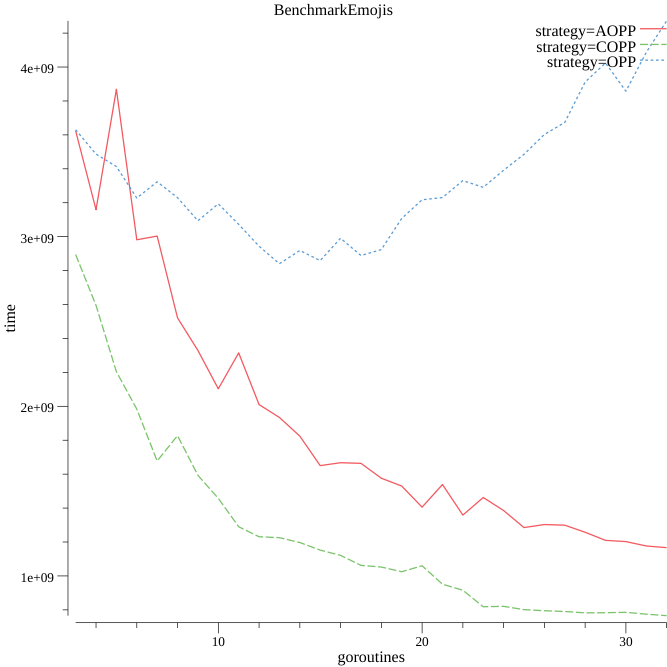 BenchmarkEmojis
strategy=AOPP
strategy=COPP
strategy=OPP
4e+09
3e+09
2e+09
1e+09
time
10
20
30
goroutines